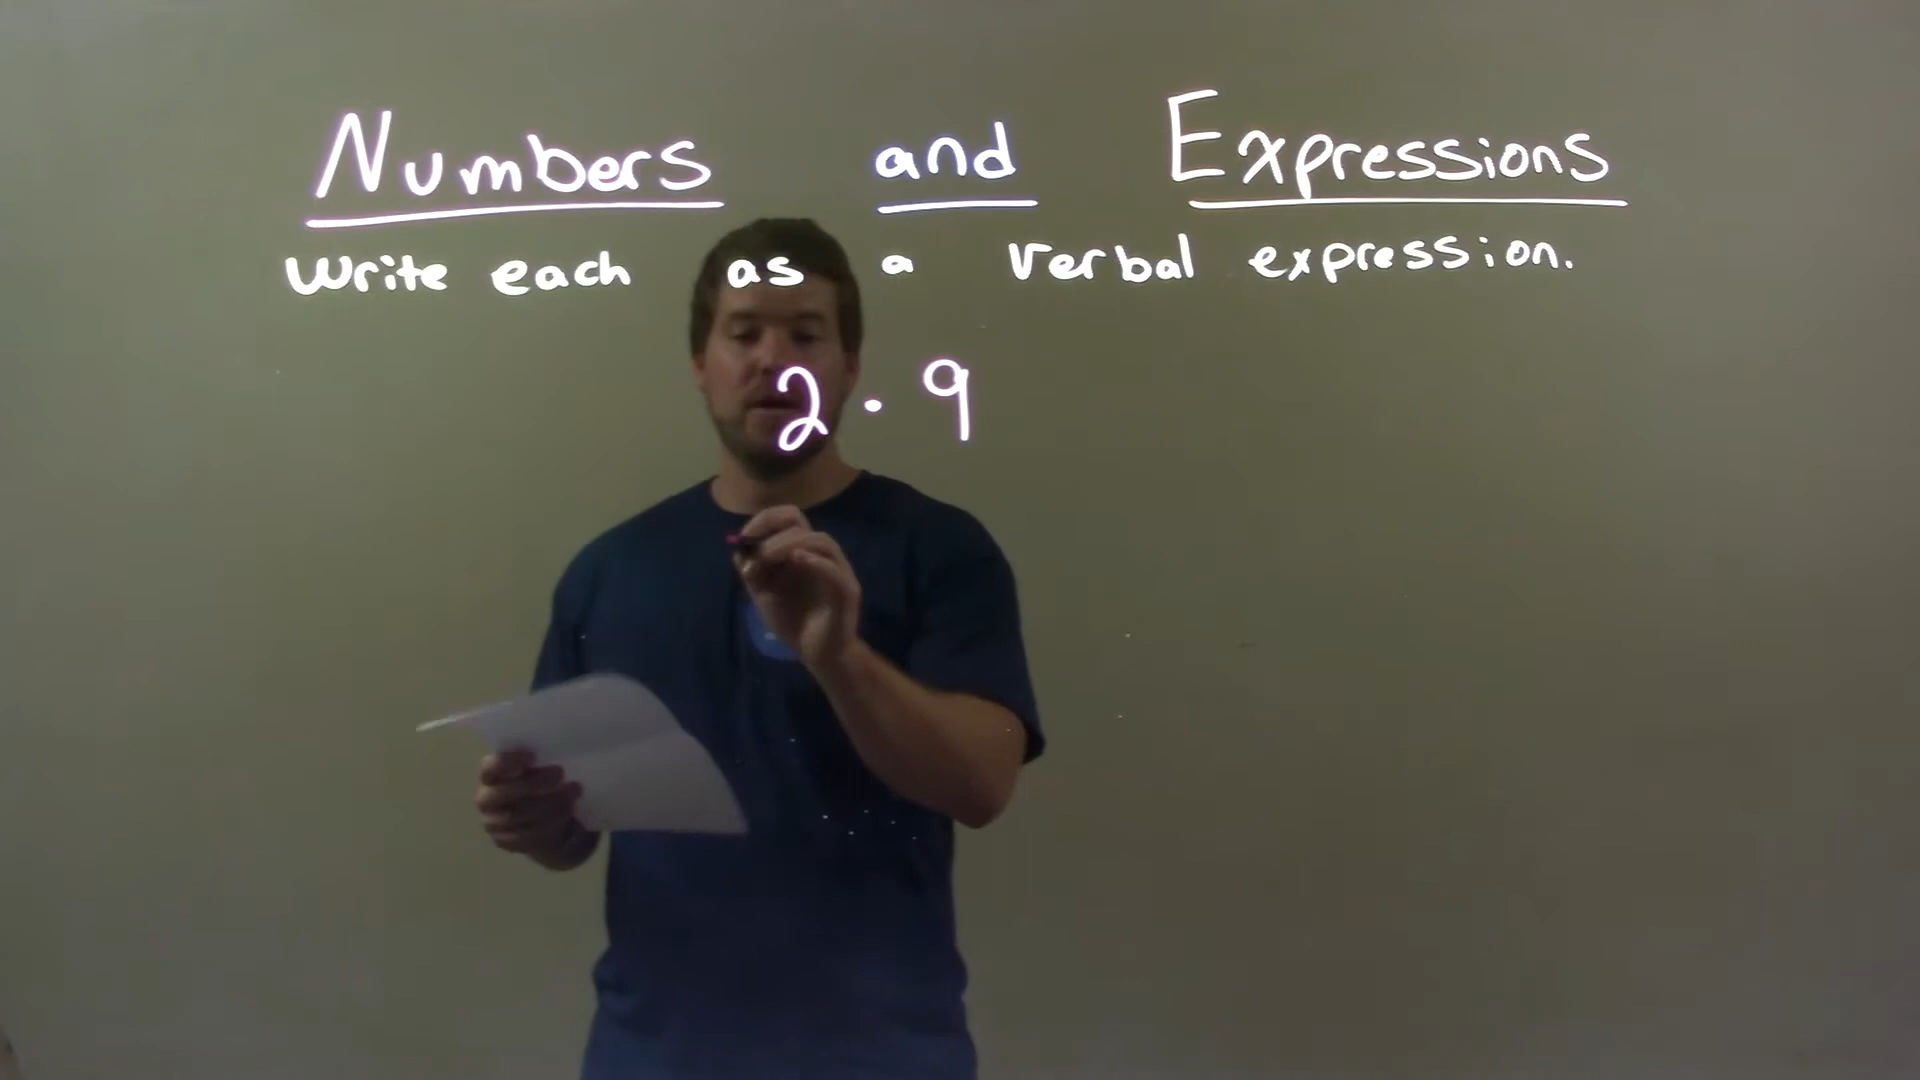 Numbers and Expressions
Write each as a verbal expression.
2 · 9